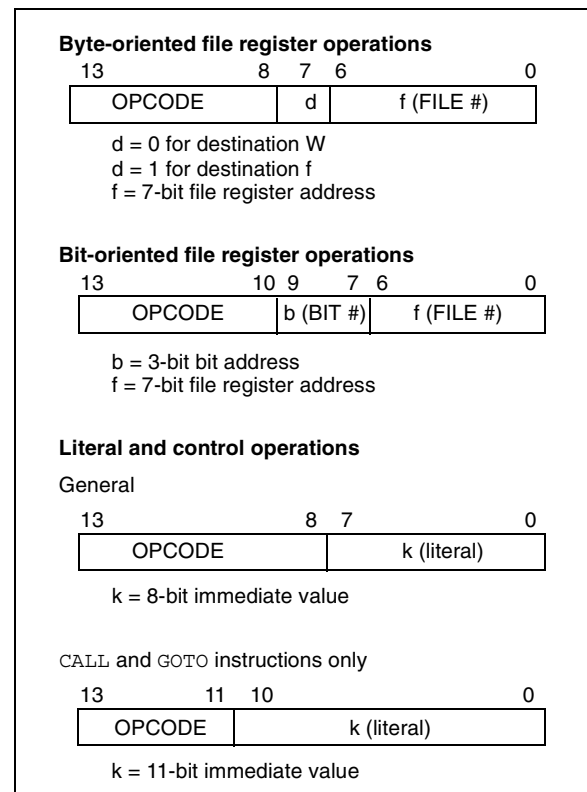 Byte-oriented file register operations
13 8 7 6 0
OPCODE d f (FILE #)
d = 0 for destination W
d = 1 for destination f
f = 7-bit file register address
Bit-oriented file register operations
13 10 9 7 6 0
OPCODE b (BIT #) f (FILE #)
b = 3-bit bit address
f = 7-bit file register address
Literal and control operations
General
13 8 7 0
OPCODE k (literal)
k = 8-bit immediate value
CALL and GOTO instructions only
13 11 10 0
OPCODE k (literal)
k = 11-bit immediate value